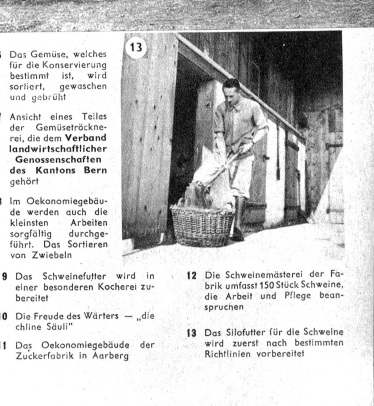 13
Das Gemüse, welches
für die Konservierung
bestimmt ist, wird
sortiert, gewaschen
und gebrüht
Ansicht eines Teiles
der Gemüsetröckne-
rei, die dem Verband
landwirtschaftlicher
Genossenschaften
des Kantons Bern
gehört
Im Oekonomiegebäu-
de werden auch die
kleinsten Arbeiten
sorgfältig durchge-
führt. Das Sortieren
von Zwiebeln
9 Das Schweinefutter wird in
einer besonderen Kocherei zu-
bereitet
10 Die Freude des Wärters — „die
chline Säuli"
11 Das Oekonomiegebäude der
Zuckerfabrik in Aarberg
12 Die Schweinemästerei der Fa-
brik umfasst 150 Stück Schweine,
die Arbeit und Pflege bean-
spruchen
13 Das Silofutter für die Schweine
wird zuerst nach bestimmten
Richtlinien vorbereitet